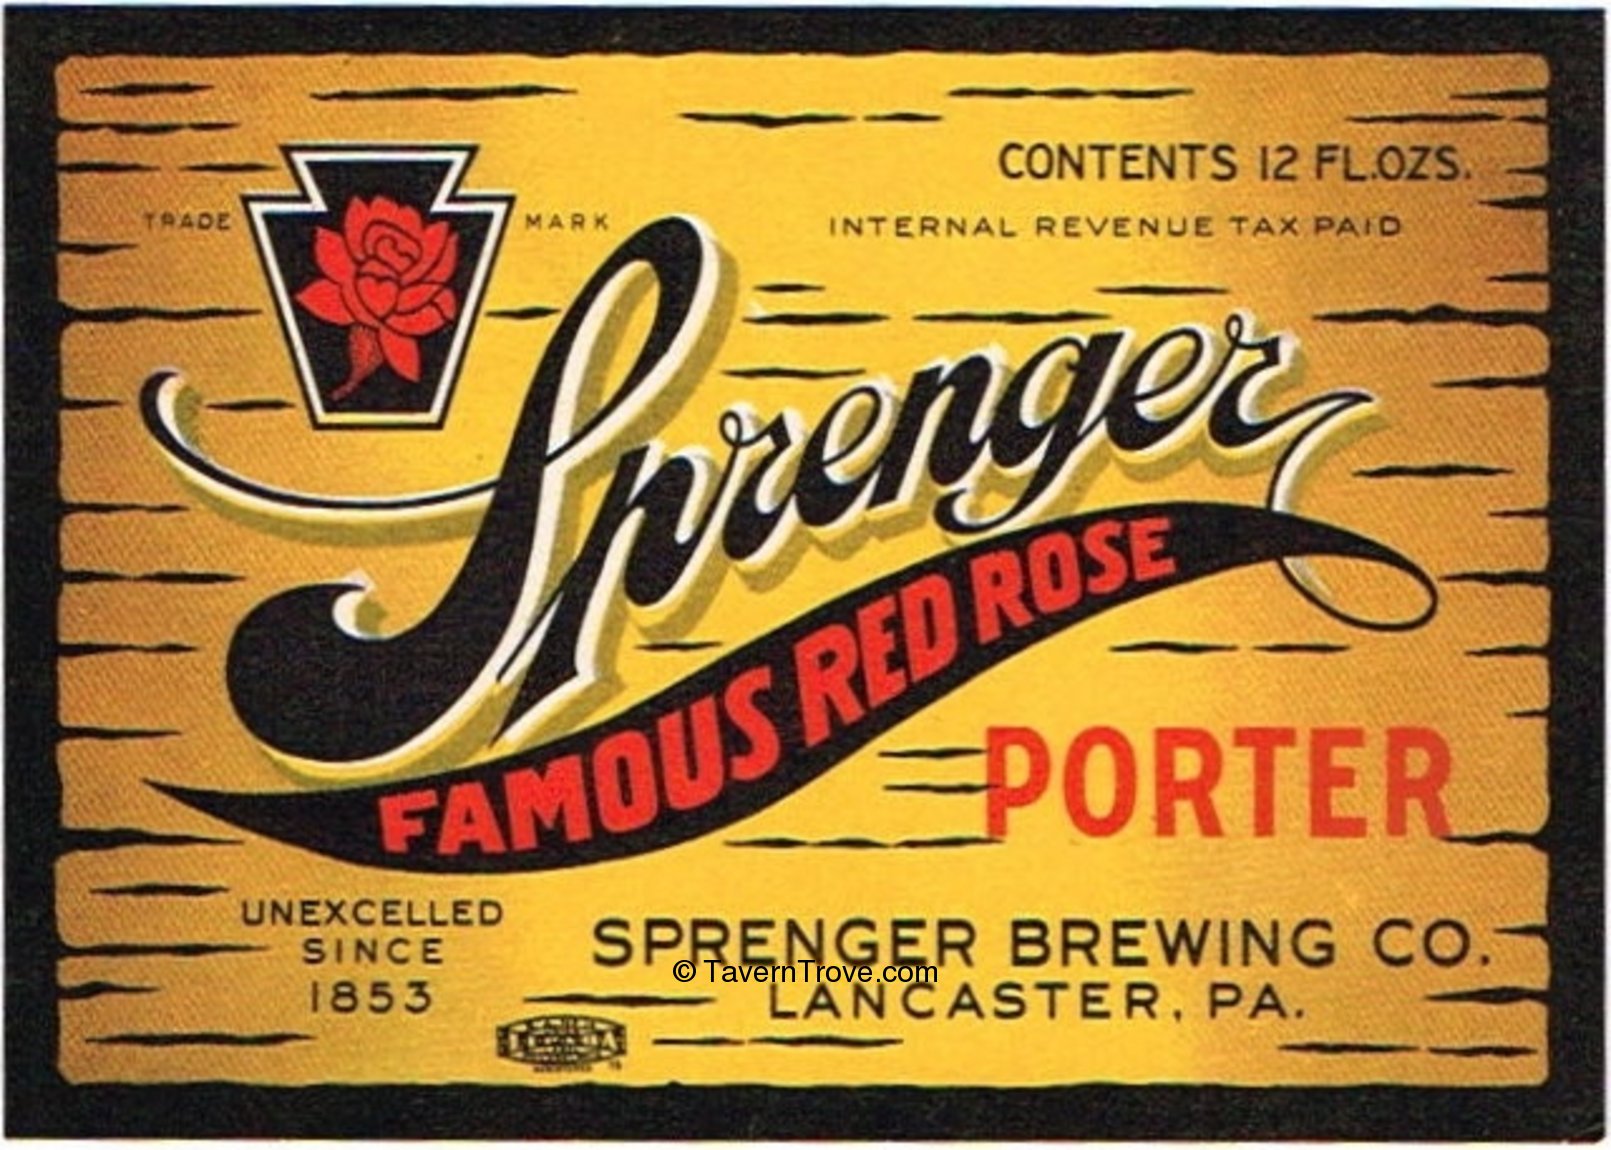 CONTENTS 12 FL.OZS.
TRADE MARK
INTERNAL REVENUE TAX PAID
Sprenger
FAMOUS RED ROSE
PORTER
UNEXCELLED
SINCE
1853
SPRENGER BREWING CO.
© TavernTrove.com
LANCASTER, PA.